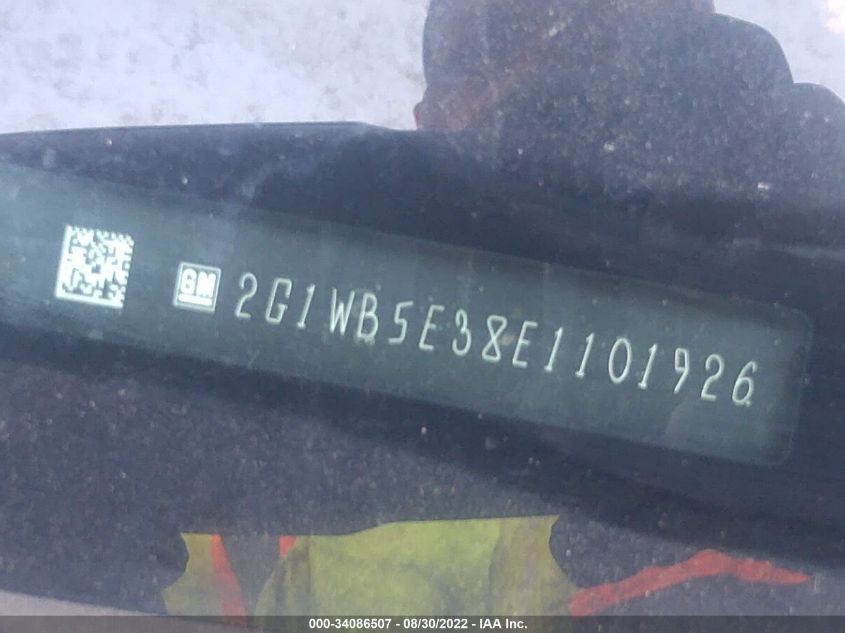 GM 2G1WB5E38E1101926
000-34086507 - 08/30/2022 - IAA Inc.